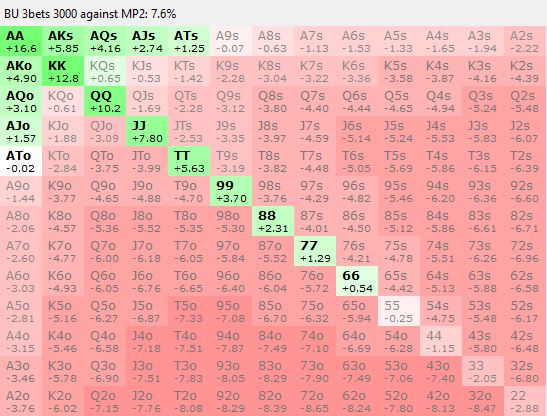 BU 3bets 3000 against MP2: 7.6%
AA AKs AQs AJs ATs A9s A8s A7s A6s A5s A4s A3s A2s
+16.6 +5.85 +4.16 +2.74 +1.25 -0.07 -0.63 -1.13 -1.53 -1.33 -1.65 -1.94 -2.22
AKo KK KQs KJs KTs K9s K8s K7s K6s K5s K4s K3s K2s
+4.90 +12.8 +0.65 -0.53 -1.42 -2.28 -3.04 -3.22 -3.36 -3.58 -3.87 -4.16 -4.39
AQo KQo QQ QJs QTs Q9s Q8s Q7s Q6s Q5s Q4s Q3s Q2s
+3.10 -0.61 +10.2 -1.69 -2.28 -3.12 -3.80 -4.40 -4.44 -4.65 -4.94 -5.24 -5.48
AJo KJo QJo JJ JTs J9s J8s J7s J6s J5s J4s J3s J2s
+1.57 -1.88 -3.09 +7.80 -2.53 -3.35 -3.97 -4.59 -5.14 -5.24 -5.53 -5.83 -6.07
ATo KTo QTo JTo TT T9s T8s T7s T6s T5s T4s T3s T2s
-0.02 -2.84 -3.75 -3.99 +5.63 -3.19 -3.82 -4.48 -5.05 -5.69 -5.86 -6.15 -6.39
A9o K9o Q9o J9o T9o 99 98s 97s 96s 95s 94s 93s 92s
-1.44 -3.77 -4.65 -4.88 -4.70 +3.70 -3.76 -4.29 -4.82 -5.46 -6.20 -6.36 -6.60
A8o K8o Q8o J8o T8o 98o 88 87s 86s 85s 84s 83s 82s
-2.06 -4.57 -5.36 -5.52 -5.35 -5.30 +2.31 -4.01 -4.50 -5.12 -5.86 -6.61 -6.71
A7o K7o Q7o J7o T7o 97o 87o 77 76s 75s 74s 73s 72s
-2.60 -4.77 -6.00 -6.18 -6.05 -5.84 -5.52 +1.29 -4.21 -4.78 -5.51 -6.26 -6.96
A6o K6o Q6o J6o T6o 96o 86o 76o 66 65s 64s 63s 62s
-3.03 -4.93 -6.05 -6.76 -6.65 -6.40 -6.04 -5.72 +0.54 -4.42 -5.13 -5.88 -6.58
A5o K5o Q5o J5o T5o 95o 85o 75o 65o 55 54s 53s 52s
-2.81 -5.16 -6.27 -6.87 -7.33 -7.08 -6.70 -6.32 -5.94 -0.25 -4.75 -5.48 -6.17
A4o K4o Q4o J4o T4o 94o 84o 74o 64o 54o 44 43s 42s
-3.15 -5.46 -6.58 -7.18 -7.51 -7.87 -7.49 -7.10 -6.69 -6.28 -1.15 -5.80 -6.48
A3o K3o Q3o J3o T3o 93o 83o 73o 63o 53o 43o 33 32s
-3.46 -5.78 -6.90 -7.51 -7.83 -8.05 -8.29 -7.90 -7.49 -7.06 -7.40 -2.05 -6.80
A2o K2o Q2o J2o T2o 92o 82o 72o 62o 52o 42o 32o 22
-3.76 -6.02 -7.15 -7.76 -8.08 -8.29 -8.39 -8.65 -8.24 -7.80 -8.13 -8.47 -2.88